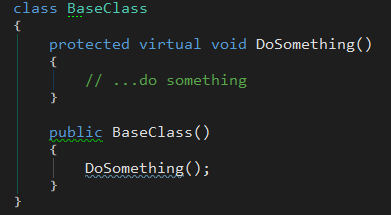 class BaseClass
{
    protected virtual void DoSomething()
    {
        // ...do something
    }
    public BaseClass()
    {
        DoSomething();
    }
}